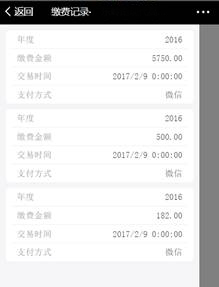 返回 缴费记录-
年度 2016
缴费金额 5750.00
交易时间 2017/2/9 0:00:00
支付方式 微信
年度 2016
缴费金额 500.00
交易时间 2017/2/9 0:00:00
支付方式 微信
年度 2016
缴费金额 182.00
交易时间 2017/2/9 0:00:00
支付方式 微信